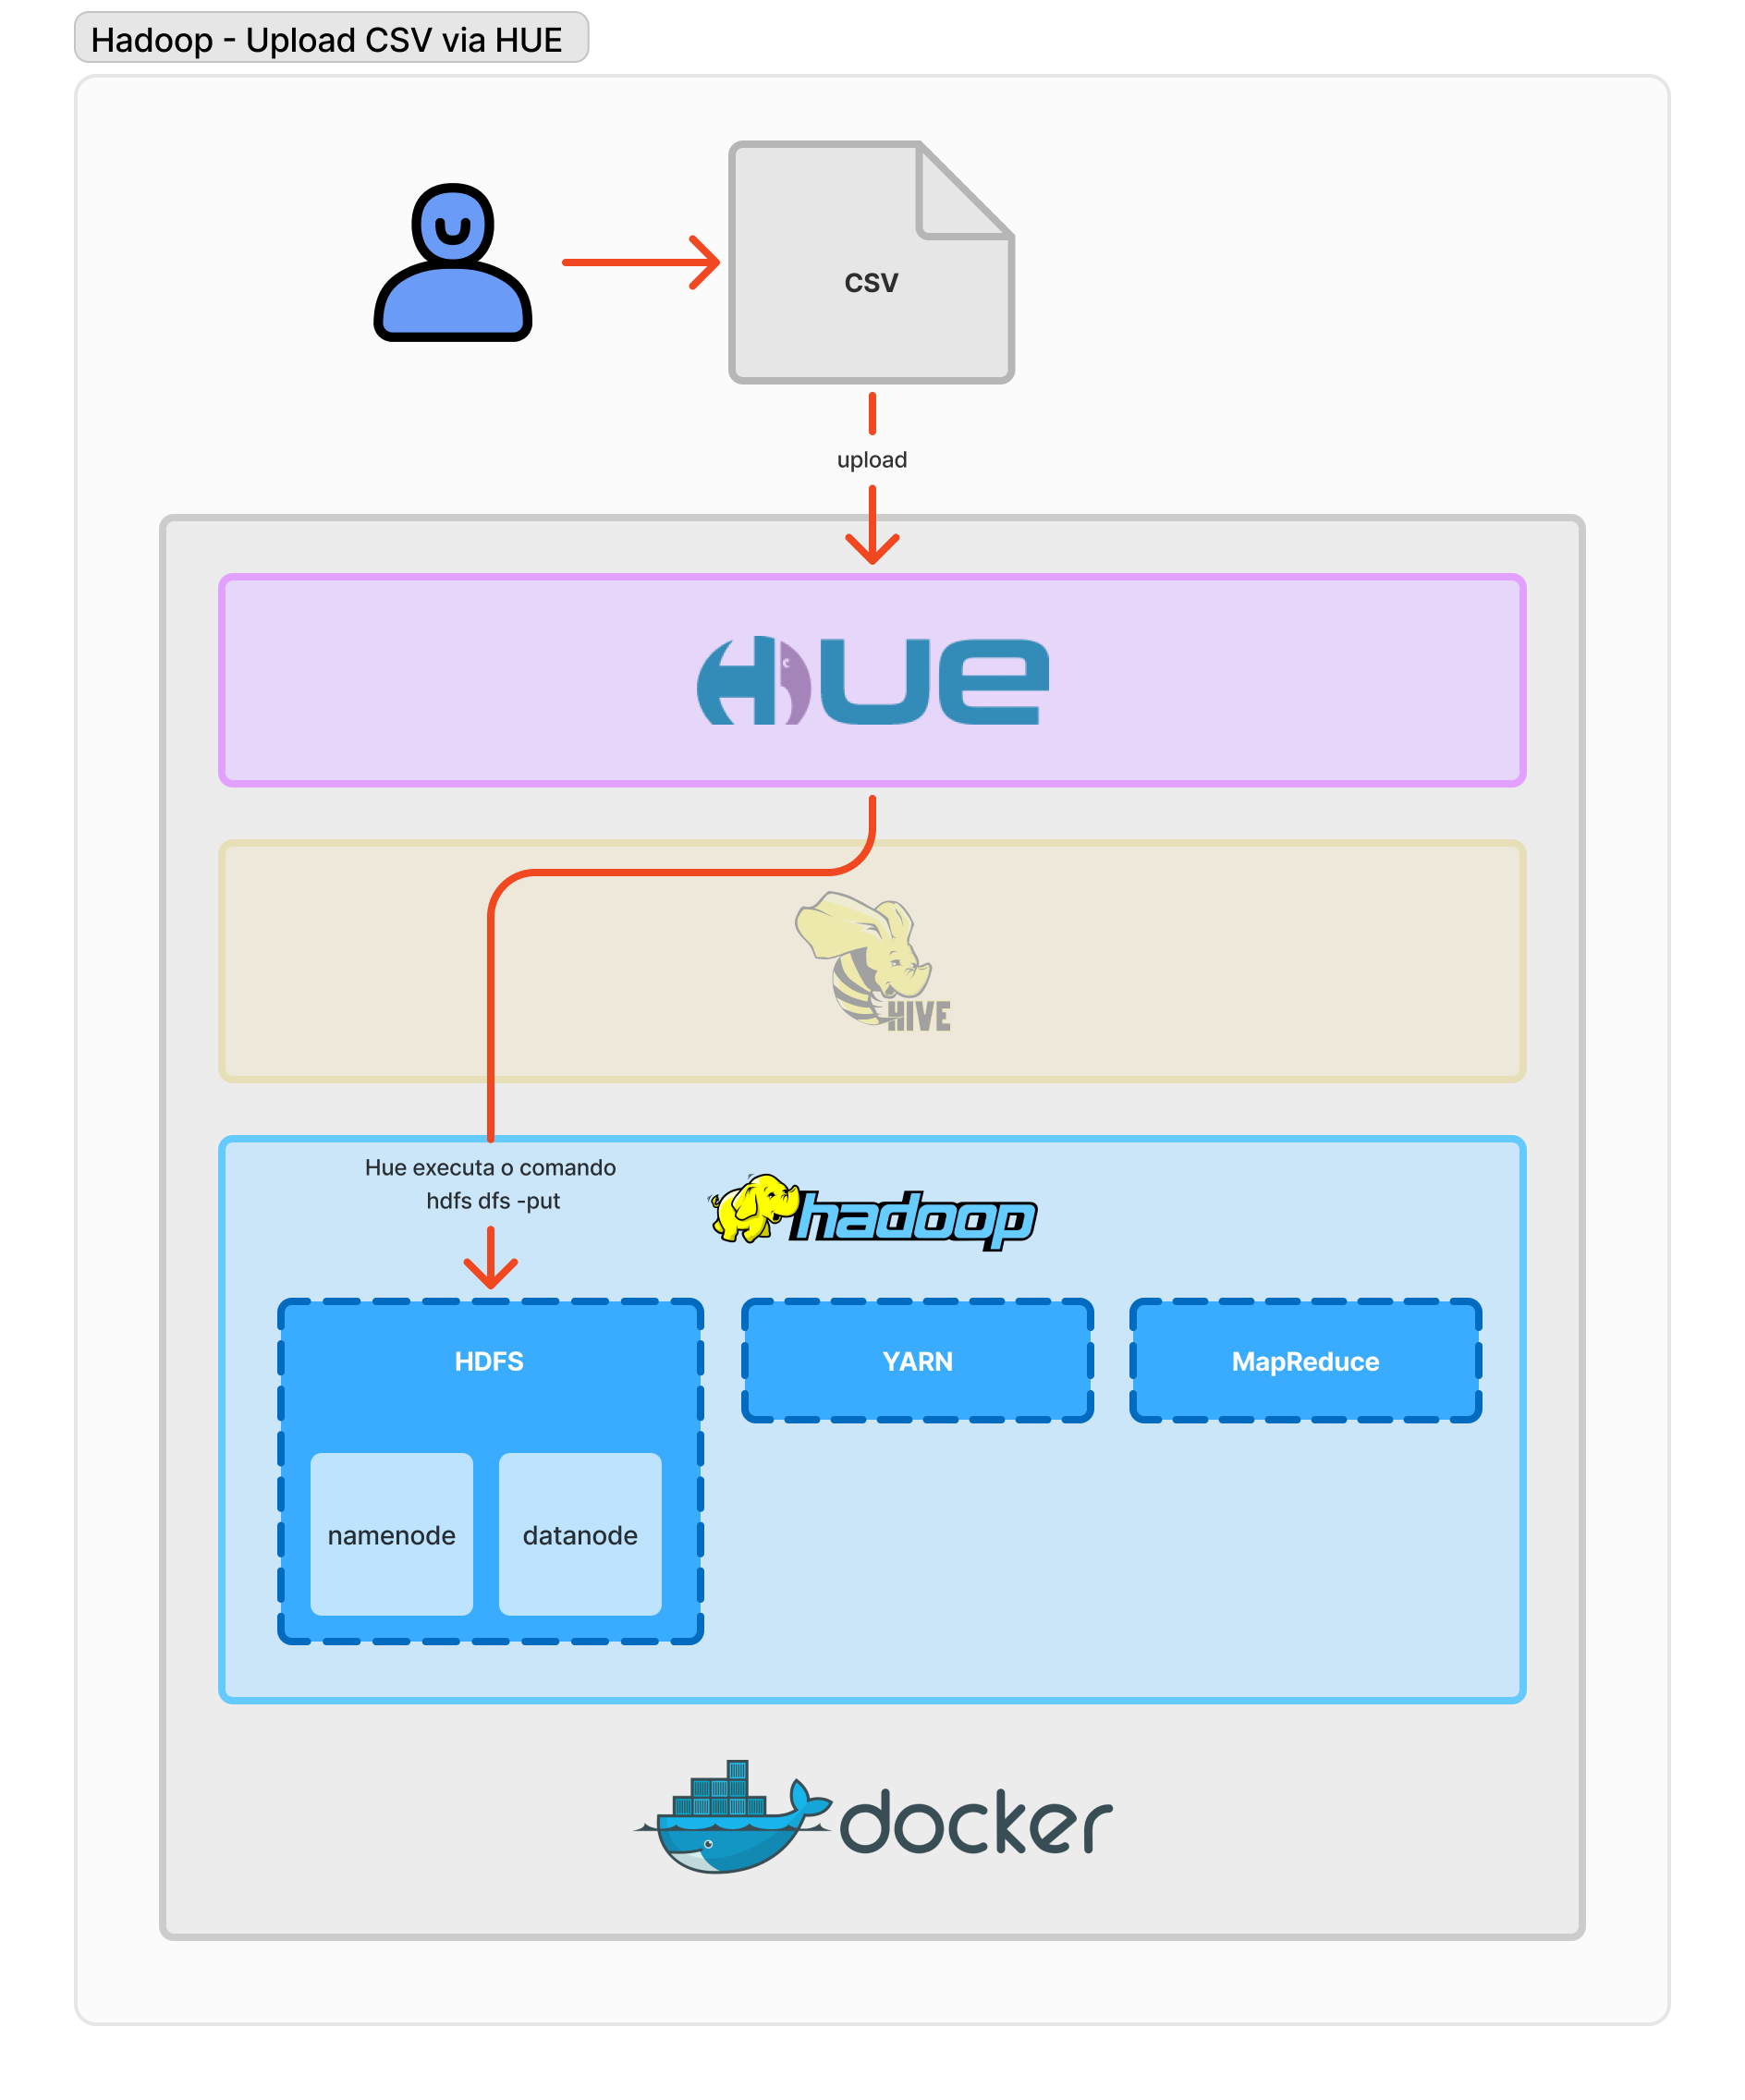 Hadoop - Upload CSV via HUE
CSV
upload
HUE
HIVE
Hue executa o comando
hdfs dfs -put
hadoop
HDFS
YARN
MapReduce
namenode
datanode
docker